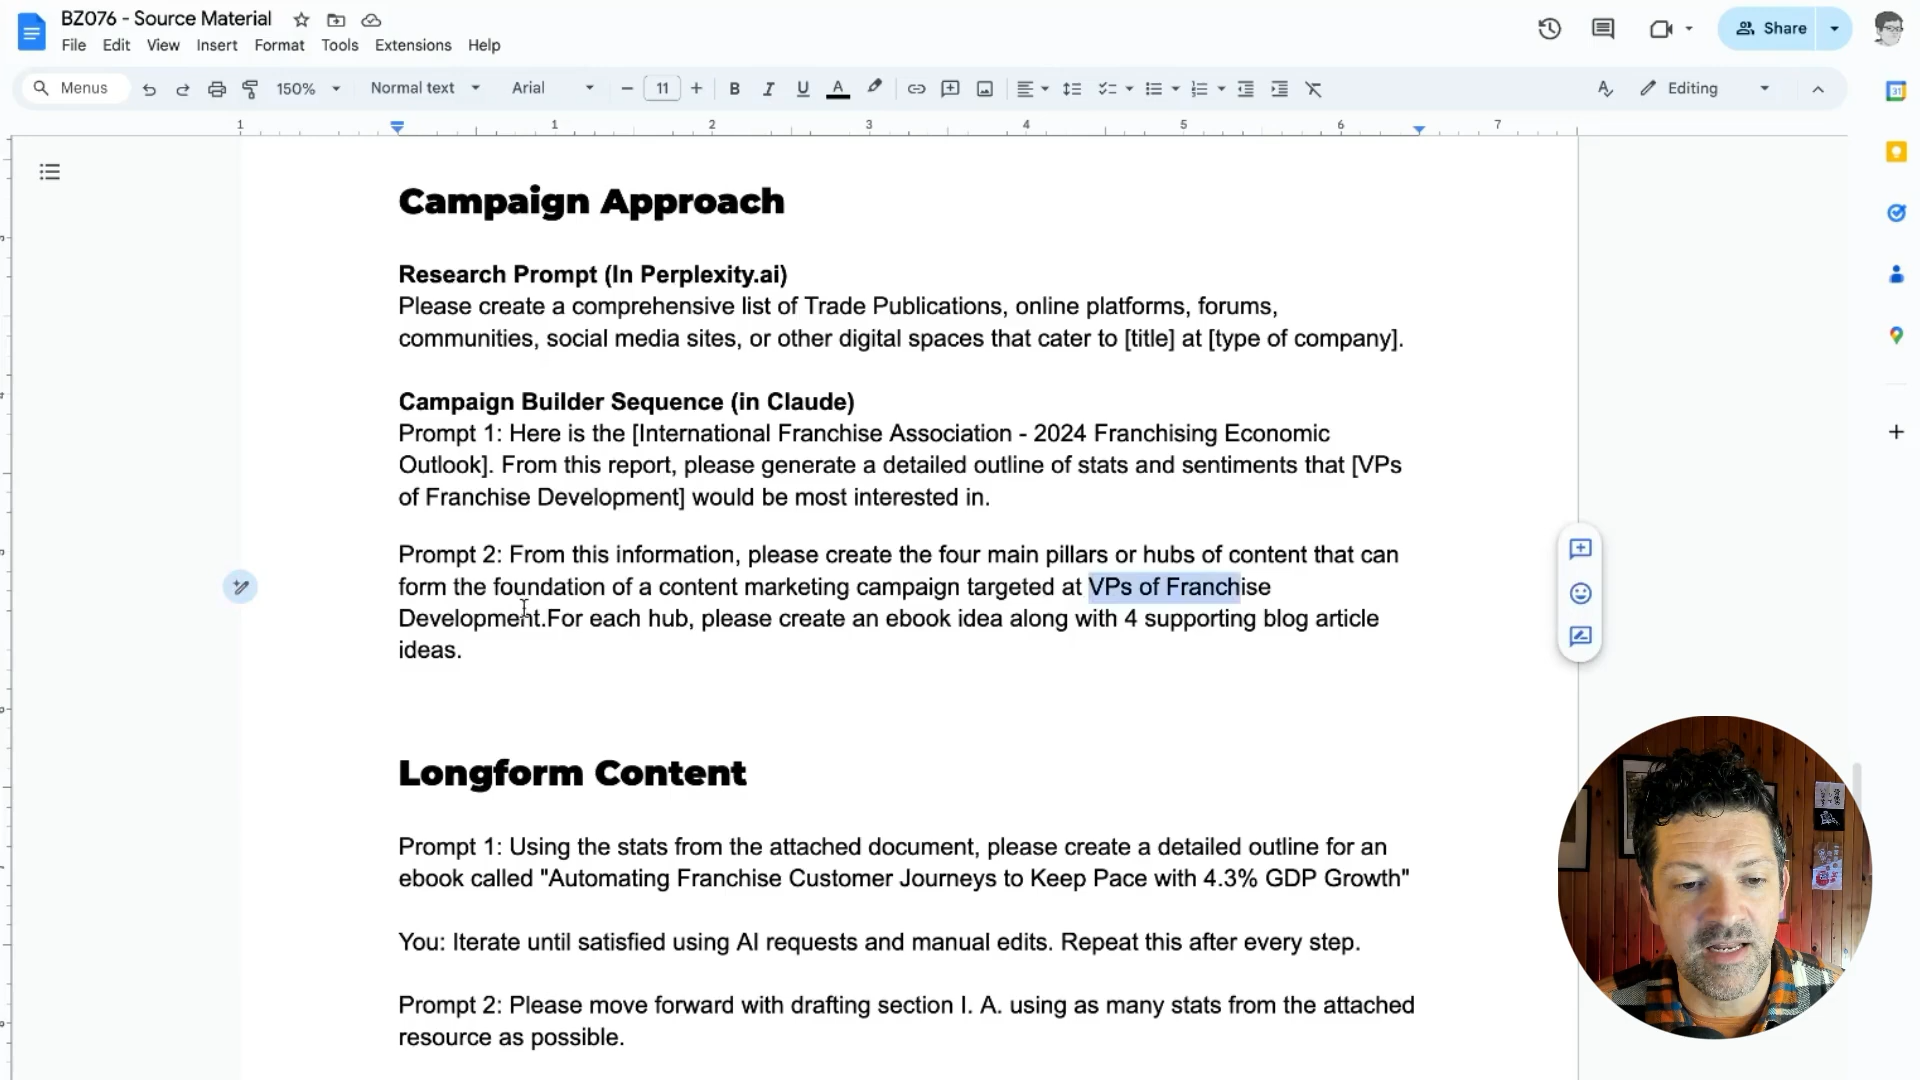 BZ076 - Source Material
File Edit View Insert Format Tools Extensions Help
Share
Menus 150% Normal text Arial 11 B I U A Editing
1 1 2 3 4 5 6 7
Campaign Approach
Research Prompt (In Perplexity.ai)
Please create a comprehensive list of Trade Publications, online platforms, forums,
communities, social media sites, or other digital spaces that cater to [title] at [type of company].
Campaign Builder Sequence (in Claude)
Prompt 1: Here is the [International Franchise Association - 2024 Franchising Economic
Outlook]. From this report, please generate a detailed outline of stats and sentiments that [VPs
of Franchise Development] would be most interested in.
Prompt 2: From this information, please create the four main pillars or hubs of content that can
form the foundation of a content marketing campaign targeted at VPs of Franchise
Development.For each hub, please create an ebook idea along with 4 supporting blog article
ideas.
Longform Content
Prompt 1: Using the stats from the attached document, please create a detailed outline for an
ebook called "Automating Franchise Customer Journeys to Keep Pace with 4.3% GDP Growth"
You: Iterate until satisfied using AI requests and manual edits. Repeat this after every step.
Prompt 2: Please move forward with drafting section I. A. using as many stats from the attached
resource as possible.